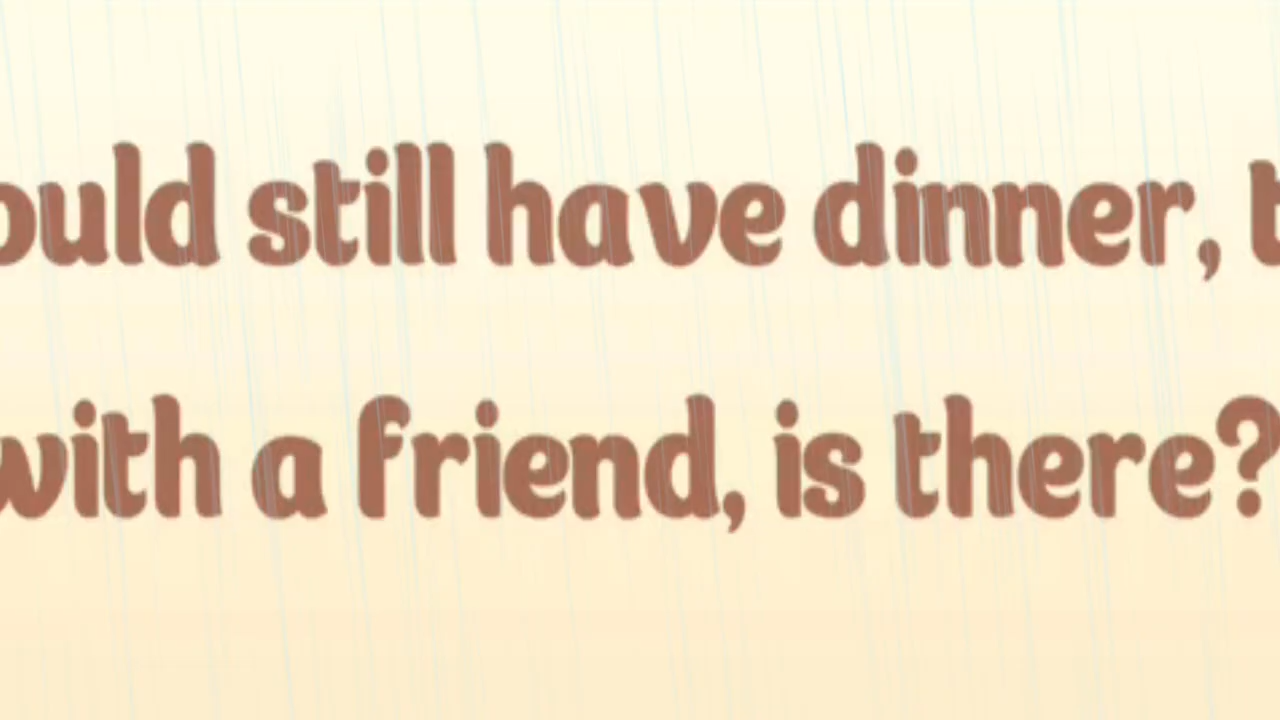 ould still have dinner, t
with a friend, is there?